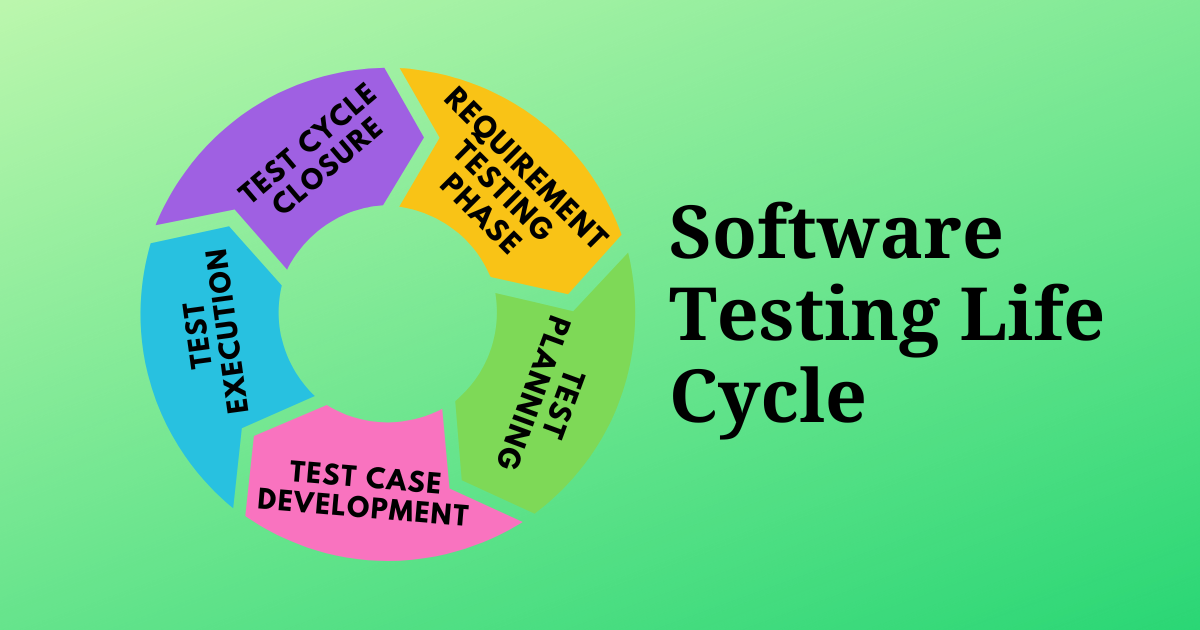 REQUIREMENT
TESTING
PHASE
TEST
PLANNING
TEST CASE
DEVELOPMENT
TEST
EXECUTION
TEST CYCLE
CLOSURE
Software
Testing Life
Cycle